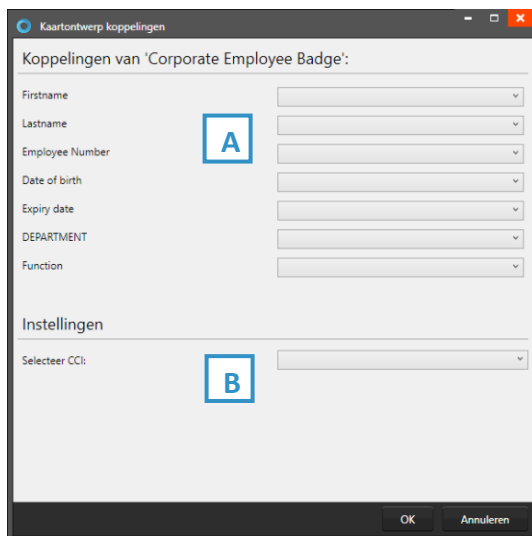 Kaartontwerp koppelingen
Koppelingen van 'Corporate Employee Badge':
Firstname
Lastname
A
Employee Number
Date of birth
Expiry date
DEPARTMENT
Function
Instellingen
Selecteer CCI:
B
OK Annuleren